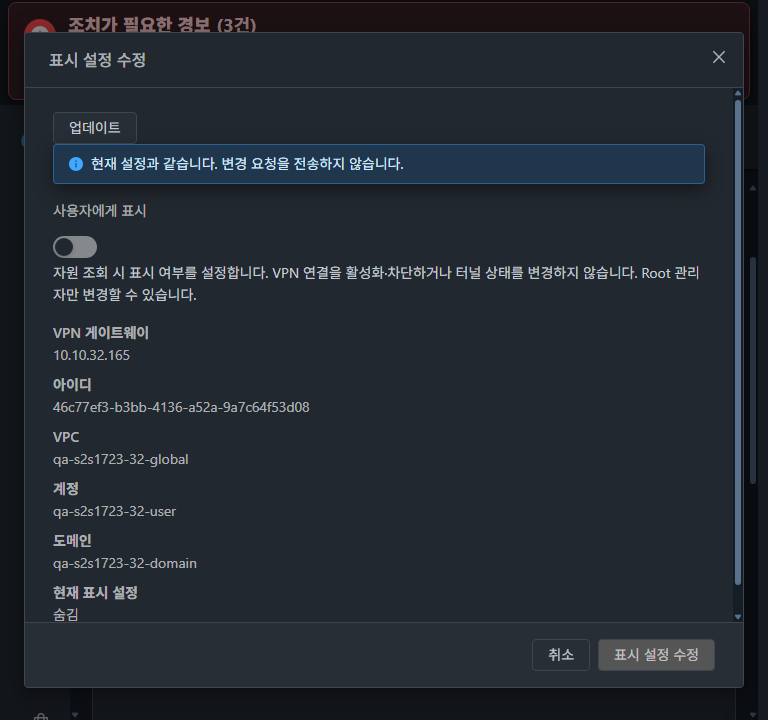 조치가 필요한 경보 (3건)
표시 설정 수정
업데이트
현재 설정과 같습니다. 변경 요청을 전송하지 않습니다.
사용자에게 표시
자원 조회 시 표시 여부를 설정합니다. VPN 연결을 활성화·차단하거나 터널 상태를 변경하지 않습니다. Root 관리
자만 변경할 수 있습니다.
VPN 게이트웨이
10.10.32.165
아이디
46c77ef3-b3bb-4136-a52a-9a7c64f53d08
VPC
qa-s2s1723-32-global
계정
qa-s2s1723-32-user
도메인
qa-s2s1723-32-domain
현재 표시 설정
숨김
취소
표시 설정 수정